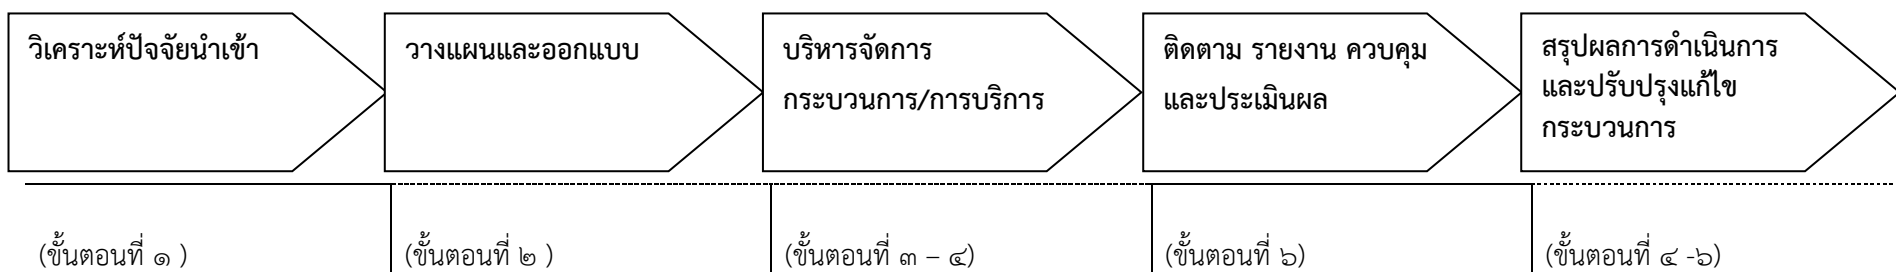 วิเคราะห์ปัจจัยนำเข้า
วางแผนและออกแบบ
บริหารจัดการ
กระบวนการ/การบริการ
ติดตาม รายงาน ควบคุม
และประเมินผล
สรุปผลการดำเนินการ
และปรับปรุงแก้ไข
กระบวนการ
(ขั้นตอนที่ ๑ )
(ขั้นตอนที่ ๒ )
(ขั้นตอนที่ ๓ – ๔)
(ขั้นตอนที่ ๖)
(ขั้นตอนที่ ๔ -๖)